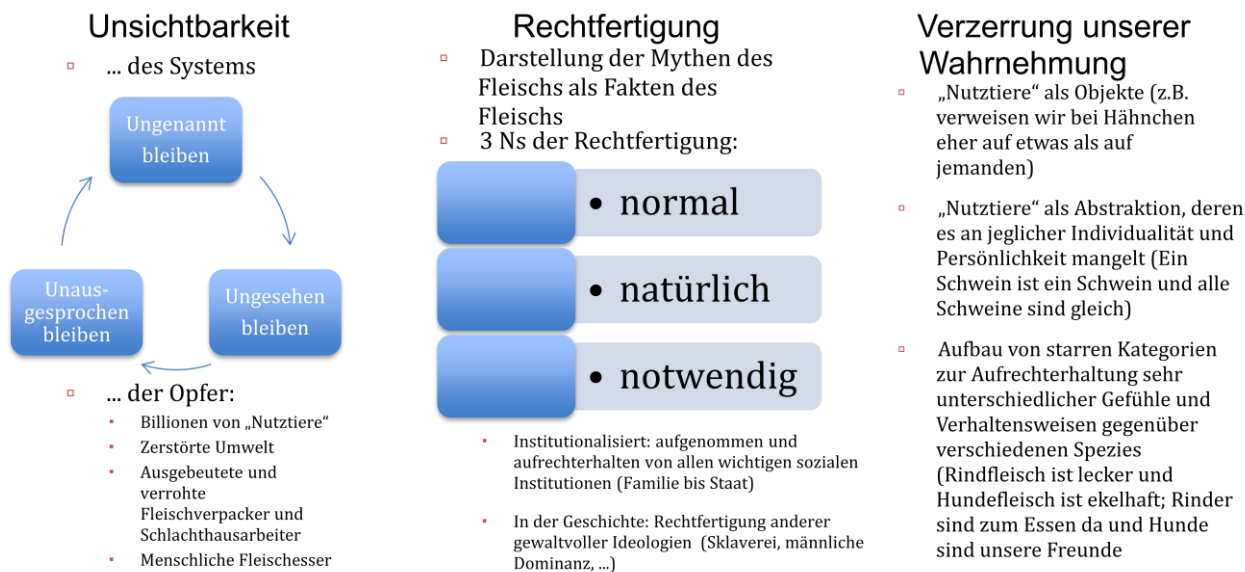 Unsichtbarkeit
... des Systems
Ungenannt
bleiben
Ungesehen
bleiben
Unaus-
gesprochen
bleiben
... der Opfer:
Billionen von „Nutztiere“
Zerstörte Umwelt
Ausgebeutete und
verrohte
Fleischverpacker und
Schlachthausarbeiter
Menschliche Fleischesser
Rechtfertigung
Darstellung der Mythen des
Fleischs als Fakten des
Fleischs
3 Ns der Rechtfertigung:
• normal
• natürlich
• notwendig
Institutionalisiert: aufgenommen und
aufrechterhalten von allen wichtigen sozialen
Institutionen (Familie bis Staat)
In der Geschichte: Rechtfertigung anderer
gewaltvoller Ideologien (Sklaverei, männliche
Dominanz, ...)
Verzerrung unserer
Wahrnehmung
„Nutztiere“ als Objekte (z.B.
verweisen wir bei Hähnchen
eher auf etwas als auf
jemanden)
„Nutztiere“ als Abstraktion, deren
es an jeglicher Individualität und
Persönlichkeit mangelt (Ein
Schwein ist ein Schwein und alle
Schweine sind gleich)
Aufbau von starren Kategorien
zur Aufrechterhaltung sehr
unterschiedlicher Gefühle und
Verhaltensweisen gegenüber
verschiedenen Spezies
(Rindfleisch ist lecker und
Hundefleisch ist ekelhaft; Rinder
sind zum Essen da und Hunde
sind unsere Freunde